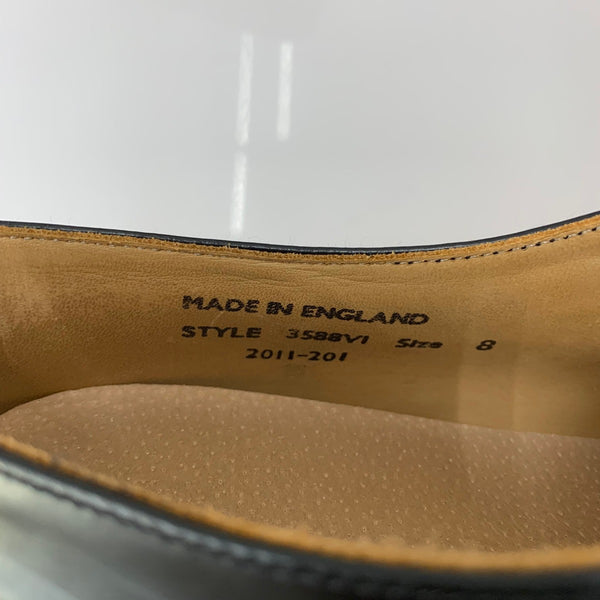 MADE IN ENGLAND
STYLE 3588V1 Size 8
2011-201